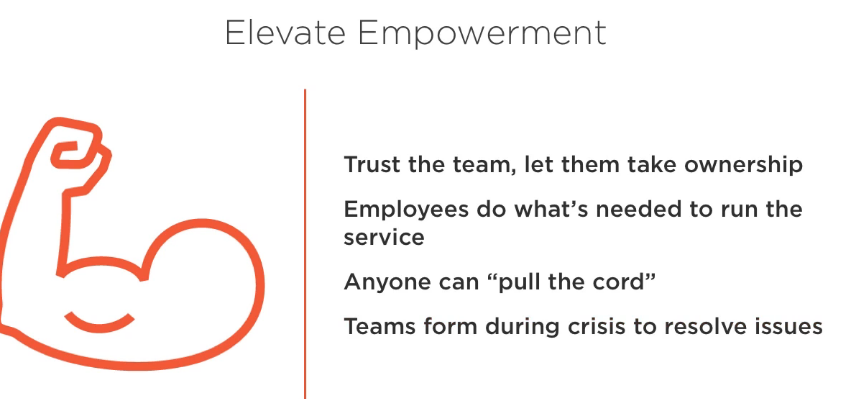 Elevate Empowerment
Trust the team, let them take ownership
Employees do what’s needed to run the
service
Anyone can “pull the cord”
Teams form during crisis to resolve issues